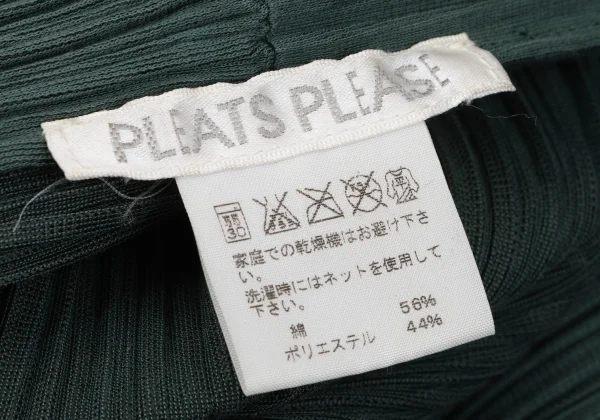 PLEATS PLEASE
弱
30
家庭での乾燥機はお避け下さ
い。
洗濯時にはネットを使用して
下さい。
綿 56%
ポリエステル 44%